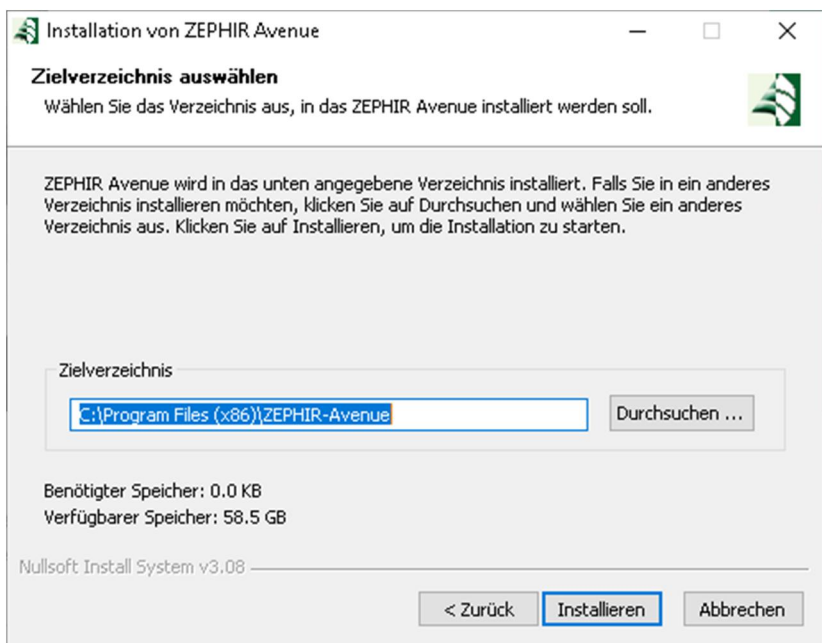 Installation von ZEPHIR Avenue
Zielverzeichnis auswählen
Wählen Sie das Verzeichnis aus, in das ZEPHIR Avenue installiert werden soll.
ZEPHIR Avenue wird in das unten angegebene Verzeichnis installiert. Falls Sie in ein anderes
Verzeichnis installieren möchten, klicken Sie auf Durchsuchen und wählen Sie ein anderes
Verzeichnis aus. Klicken Sie auf Installieren, um die Installation zu starten.
Zielverzeichnis
C:\Program Files (x86)\ZEPHIR-Avenue
Durchsuchen ...
Benötigter Speicher: 0.0 KB
Verfügbarer Speicher: 58.5 GB
Nullsoft Install System v3.08
< Zurück
Installieren
Abbrechen